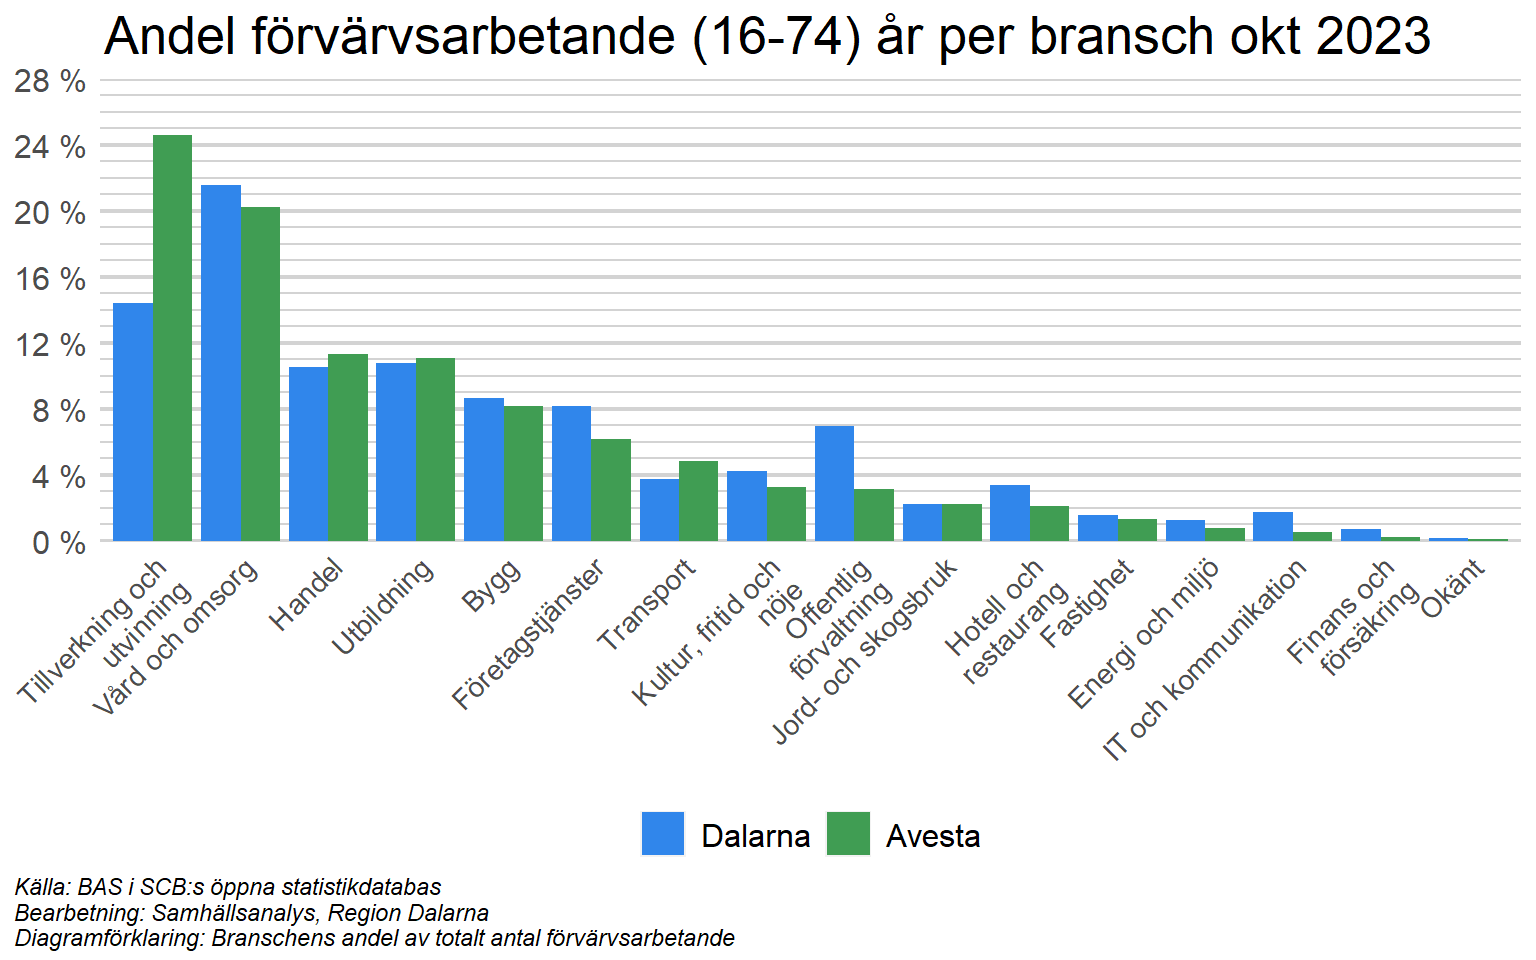 Andel förvärvsarbetande (16-74) år per bransch okt 2023
28 %
24 %
20 %
16 %
12 %
8 %
4 %
0 %
Tillverkning och
utvinning
Vård och omsorg
Handel
Utbildning
Bygg
Företagstjänster
Transport
Kultur, fritid och
nöje
Offentlig
förvaltning
Jord- och skogsbruk
Hotell och
restaurang
Fastighet
Energi och miljö
IT och kommunikation
Finans och
försäkring
Okänt
Dalarna
Avesta
Källa: BAS i SCB:s öppna statistikdatabas
Bearbetning: Samhällsanalys, Region Dalarna
Diagramförklaring: Branschens andel av totalt antal förvärvsarbetande